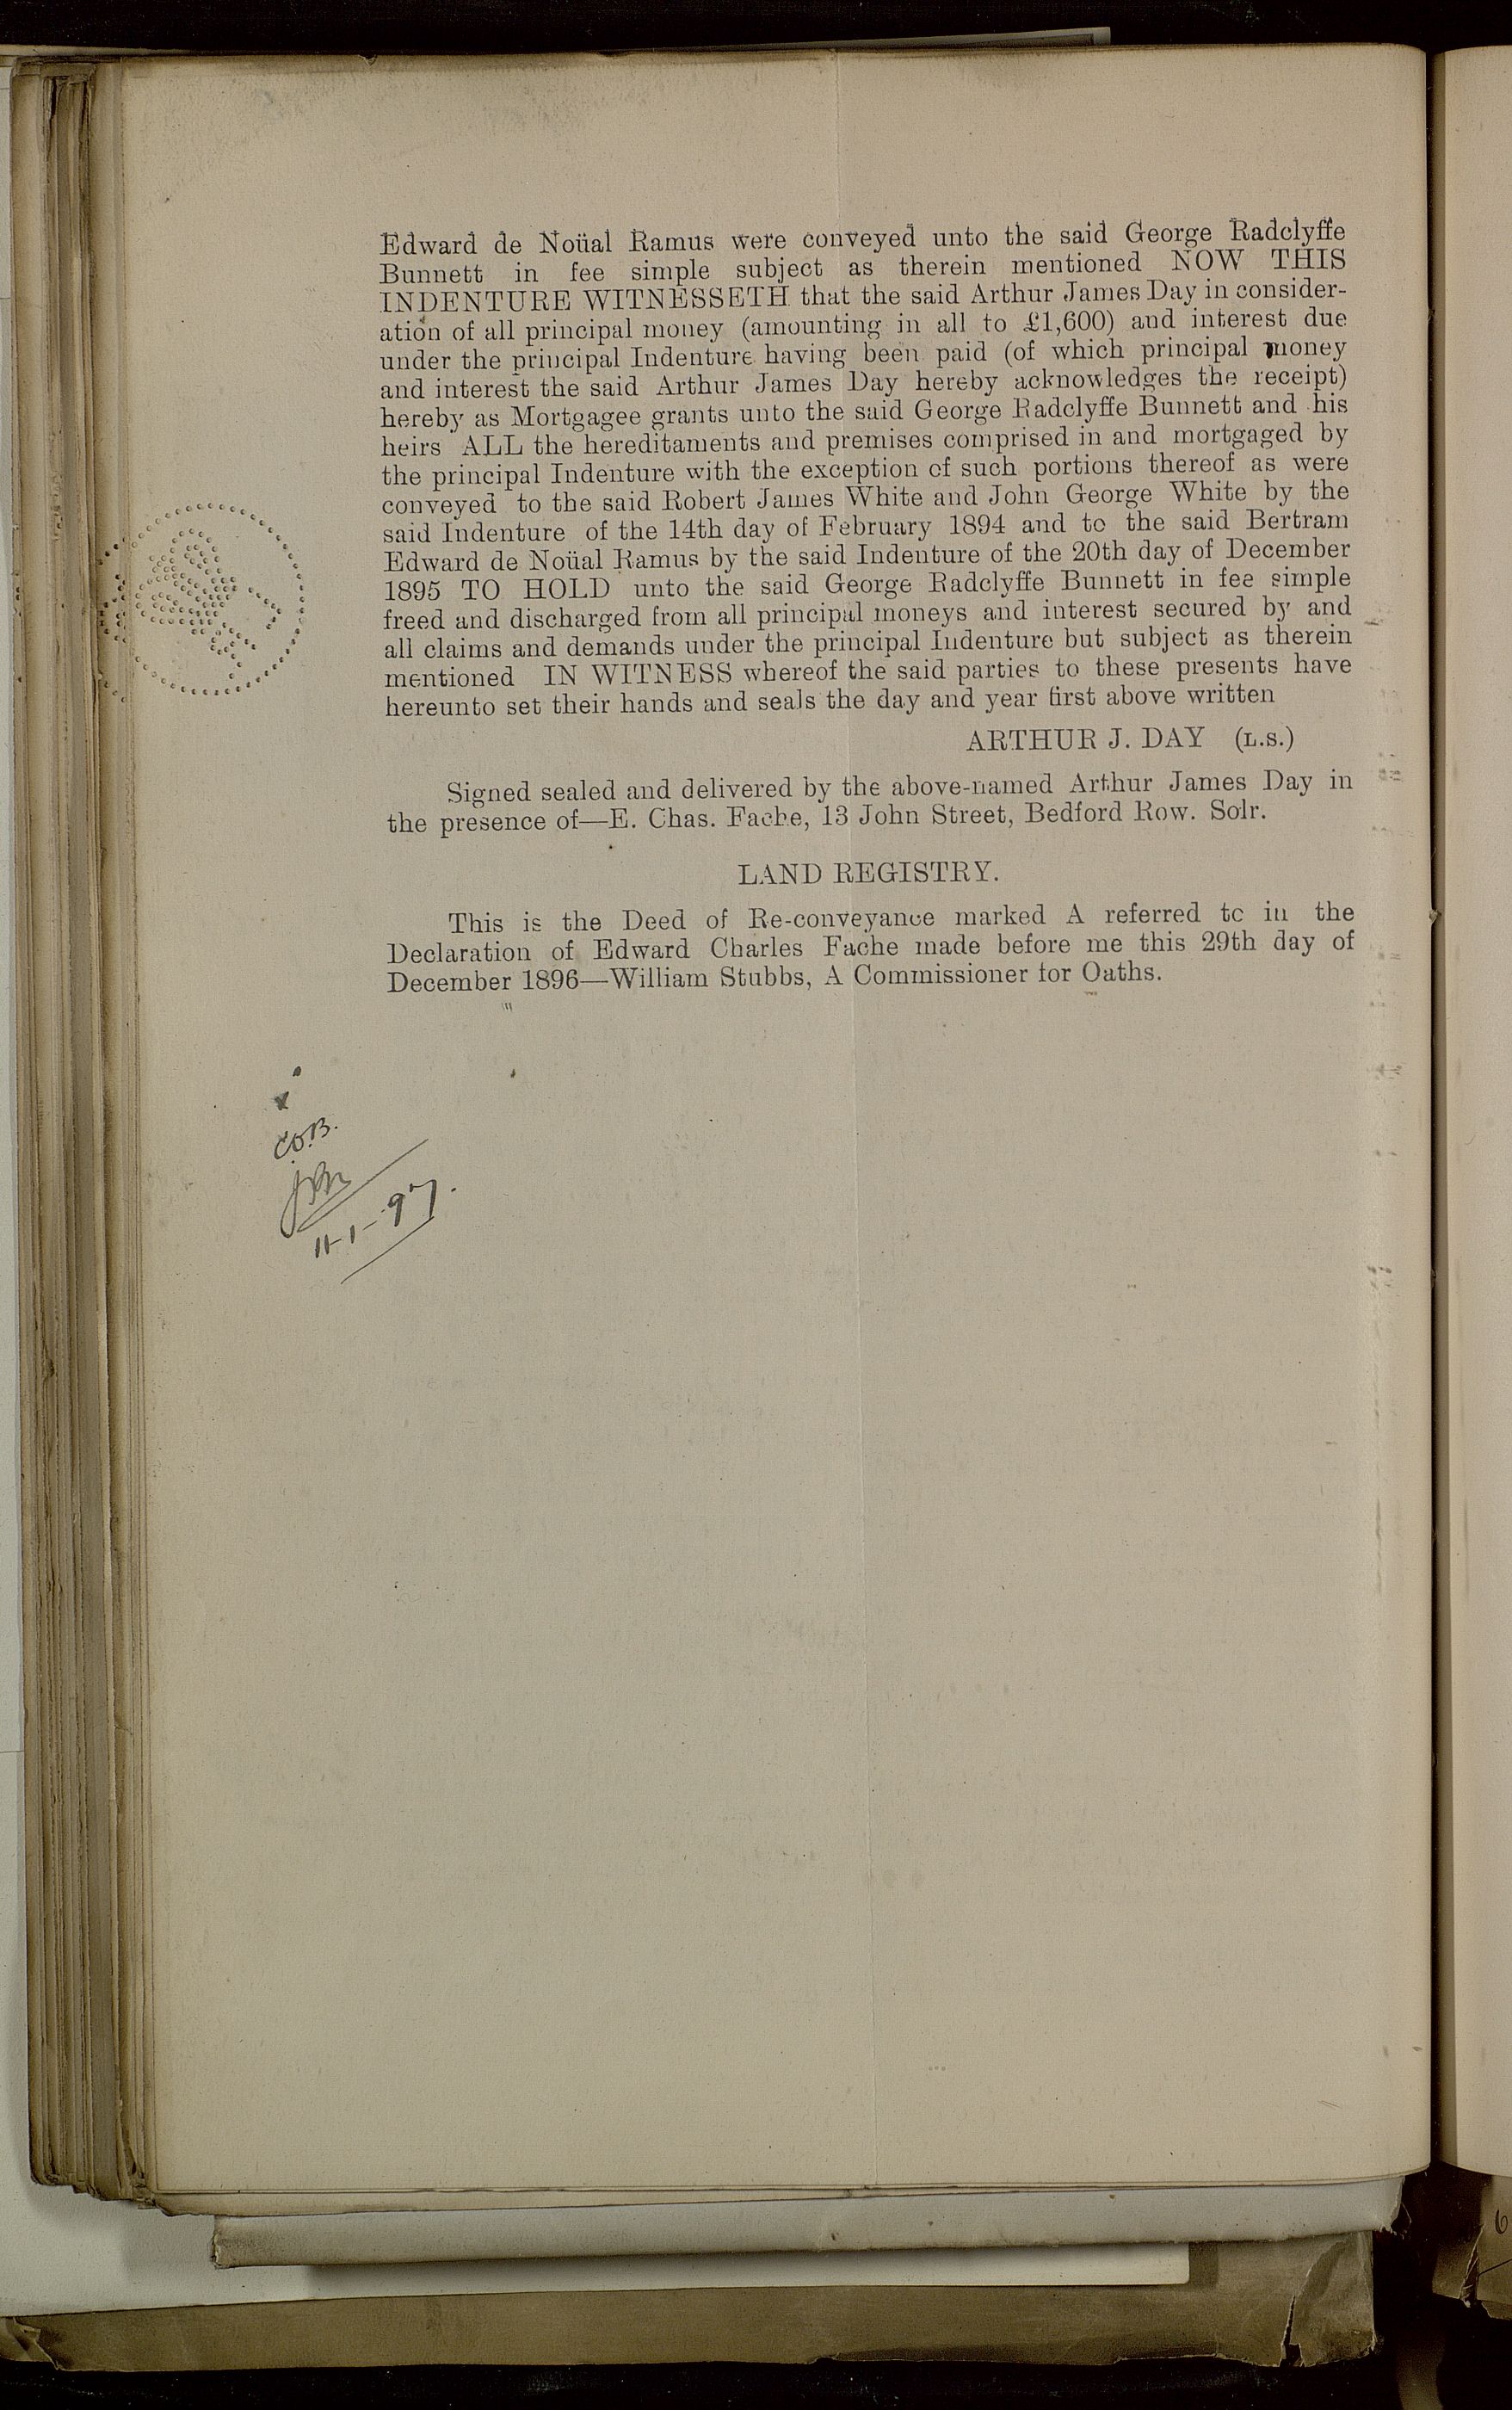 Edward de Noüal Ramus were conveyed unto the said George Radclyffe
Bunnett in fee simple subject as therein mentioned NOW THIS
INDENTURE WITNESSETH that the said Arthur James Day in consider-
ation of all principal money (amounting in all to £1,600) and interest due
under the principal Indenture having been paid (of which principal money
and interest the said Arthur James Day hereby acknowledges the receipt)
hereby as Mortgagee grants unto the said George Radclyffe Bunnett and his
heirs ALL the hereditaments and premises comprised in and mortgaged by
the principal Indenture with the exception of such portions thereof as were
conveyed to the said Robert James White and John George White by the
said Indenture of the 14th day of February 1894 and to the said Bertram
Edward de Noüal Ramus by the said Indenture of the 20th day of December
1895 TO HOLD unto the said George Radclyffe Bunnett in fee simple
freed and discharged from all principal moneys and interest secured by and
all claims and demands under the principal Indenture but subject as therein
mentioned IN WITNESS whereof the said parties to these presents have
hereunto set their hands and seals the day and year first above written
ARTHUR J. DAY (L.S.)
Signed sealed and delivered by the above-named Arthur James Day in
the presence of—E. Chas. Fache, 13 John Street, Bedford Row. Solr.
LAND REGISTRY.
This is the Deed of Re-conveyance marked A referred to in the
Declaration of Edward Charles Fache made before me this 29th day of
December 1896—William Stubbs, A Commissioner for Oaths.
11-1-97.